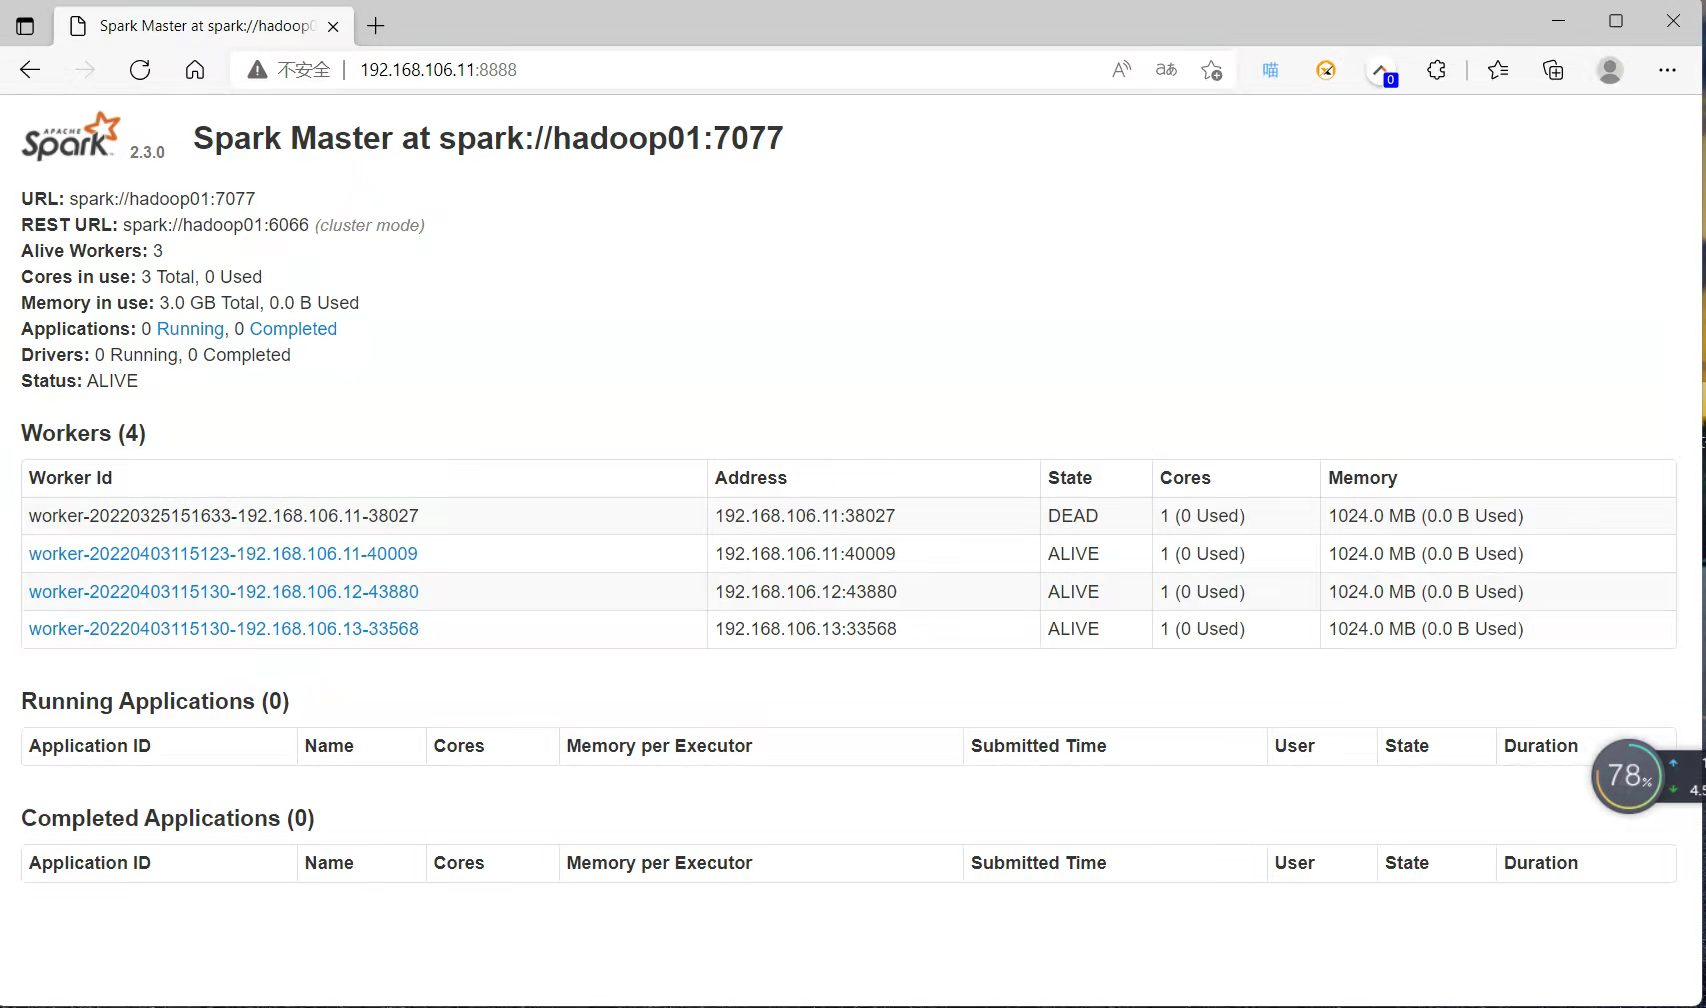 Spark Master at spark://hadoop
不安全 192.168.106.11:8888
喵
0
APACHE Spark 2.3.0
Spark Master at spark://hadoop01:7077
URL: spark://hadoop01:7077
REST URL: spark://hadoop01:6066 (cluster mode)
Alive Workers: 3
Cores in use: 3 Total, 0 Used
Memory in use: 3.0 GB Total, 0.0 B Used
Applications: 0 Running, 0 Completed
Drivers: 0 Running, 0 Completed
Status: ALIVE
Workers (4)
Worker Id Address State Cores Memory
worker-20220325151633-192.168.106.11-38027 192.168.106.11:38027 DEAD 1 (0 Used) 1024.0 MB (0.0 B Used)
worker-20220403115123-192.168.106.11-40009 192.168.106.11:40009 ALIVE 1 (0 Used) 1024.0 MB (0.0 B Used)
worker-20220403115130-192.168.106.12-43880 192.168.106.12:43880 ALIVE 1 (0 Used) 1024.0 MB (0.0 B Used)
worker-20220403115130-192.168.106.13-33568 192.168.106.13:33568 ALIVE 1 (0 Used) 1024.0 MB (0.0 B Used)
Running Applications (0)
Application ID Name Cores Memory per Executor Submitted Time User State Duration
78%
4.5
Completed Applications (0)
Application ID Name Cores Memory per Executor Submitted Time User State Duration